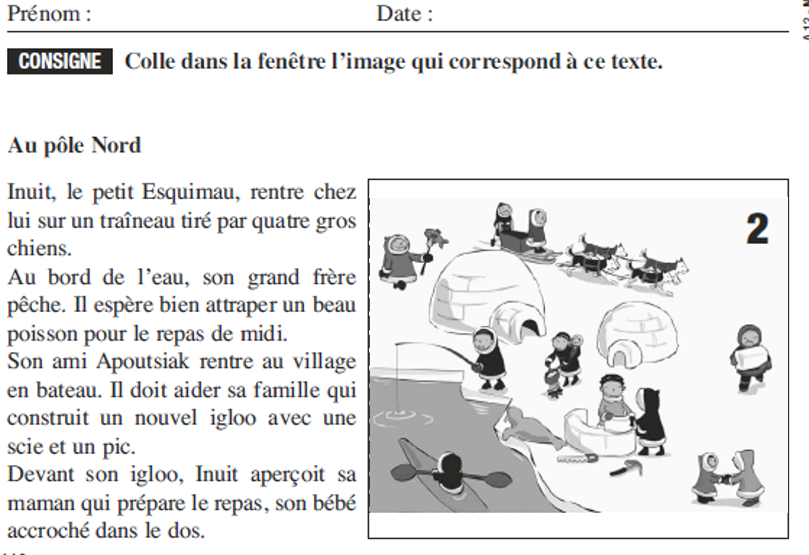 Prénom : Date :
CONSIGNE Colle dans la fenêtre l'image qui correspond à ce texte.
Au pôle Nord
Inuit, le petit Esquimau, rentre chez
lui sur un traîneau tiré par quatre gros
chiens.
Au bord de l'eau, son grand frère
pêche. Il espère bien attraper un beau
poisson pour le repas de midi.
Son ami Apoutsiak rentre au village
en bateau. Il doit aider sa famille qui
construit un nouvel igloo avec une
scie et un pic.
Devant son igloo, Inuit aperçoit sa
maman qui prépare le repas, son bébé
accroché dans le dos.
2